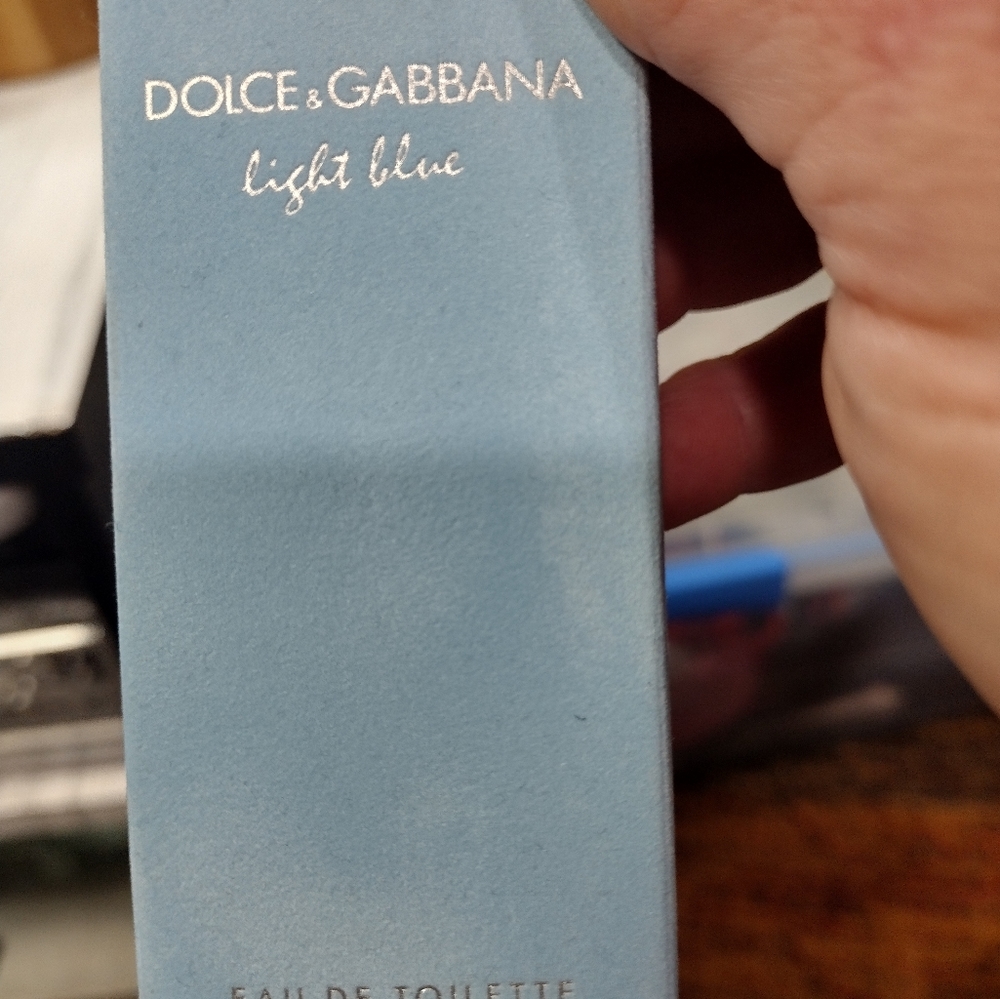 DOLCE & GABBANA
light blue
EAU DE TOILETTE